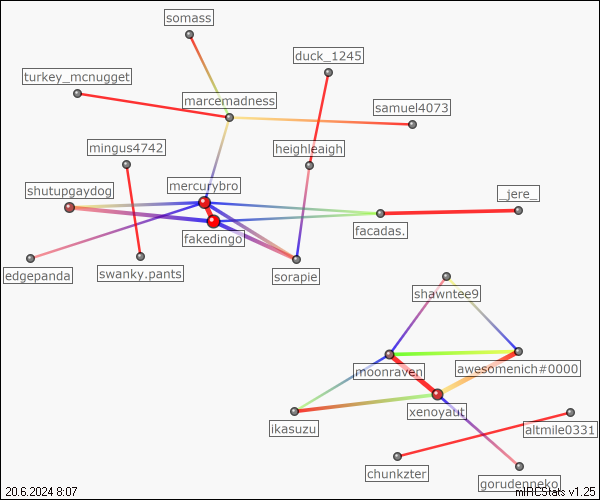 somass
duck_1245
turkey_mcnugget
marcemadness
samuel4073
mingus4742
heighleaigh
mercurybro
shutupgaydog
_jere_
facadas.
fakedingo
edgepanda
swanky.pants
sorapie
shawntee9
moonraven
awesomenich#0000
xenoyaut
ikasuzu
altmile0331
chunkzter
gorudenneko
20.6.2024 8:07
mIRCStats v1.25